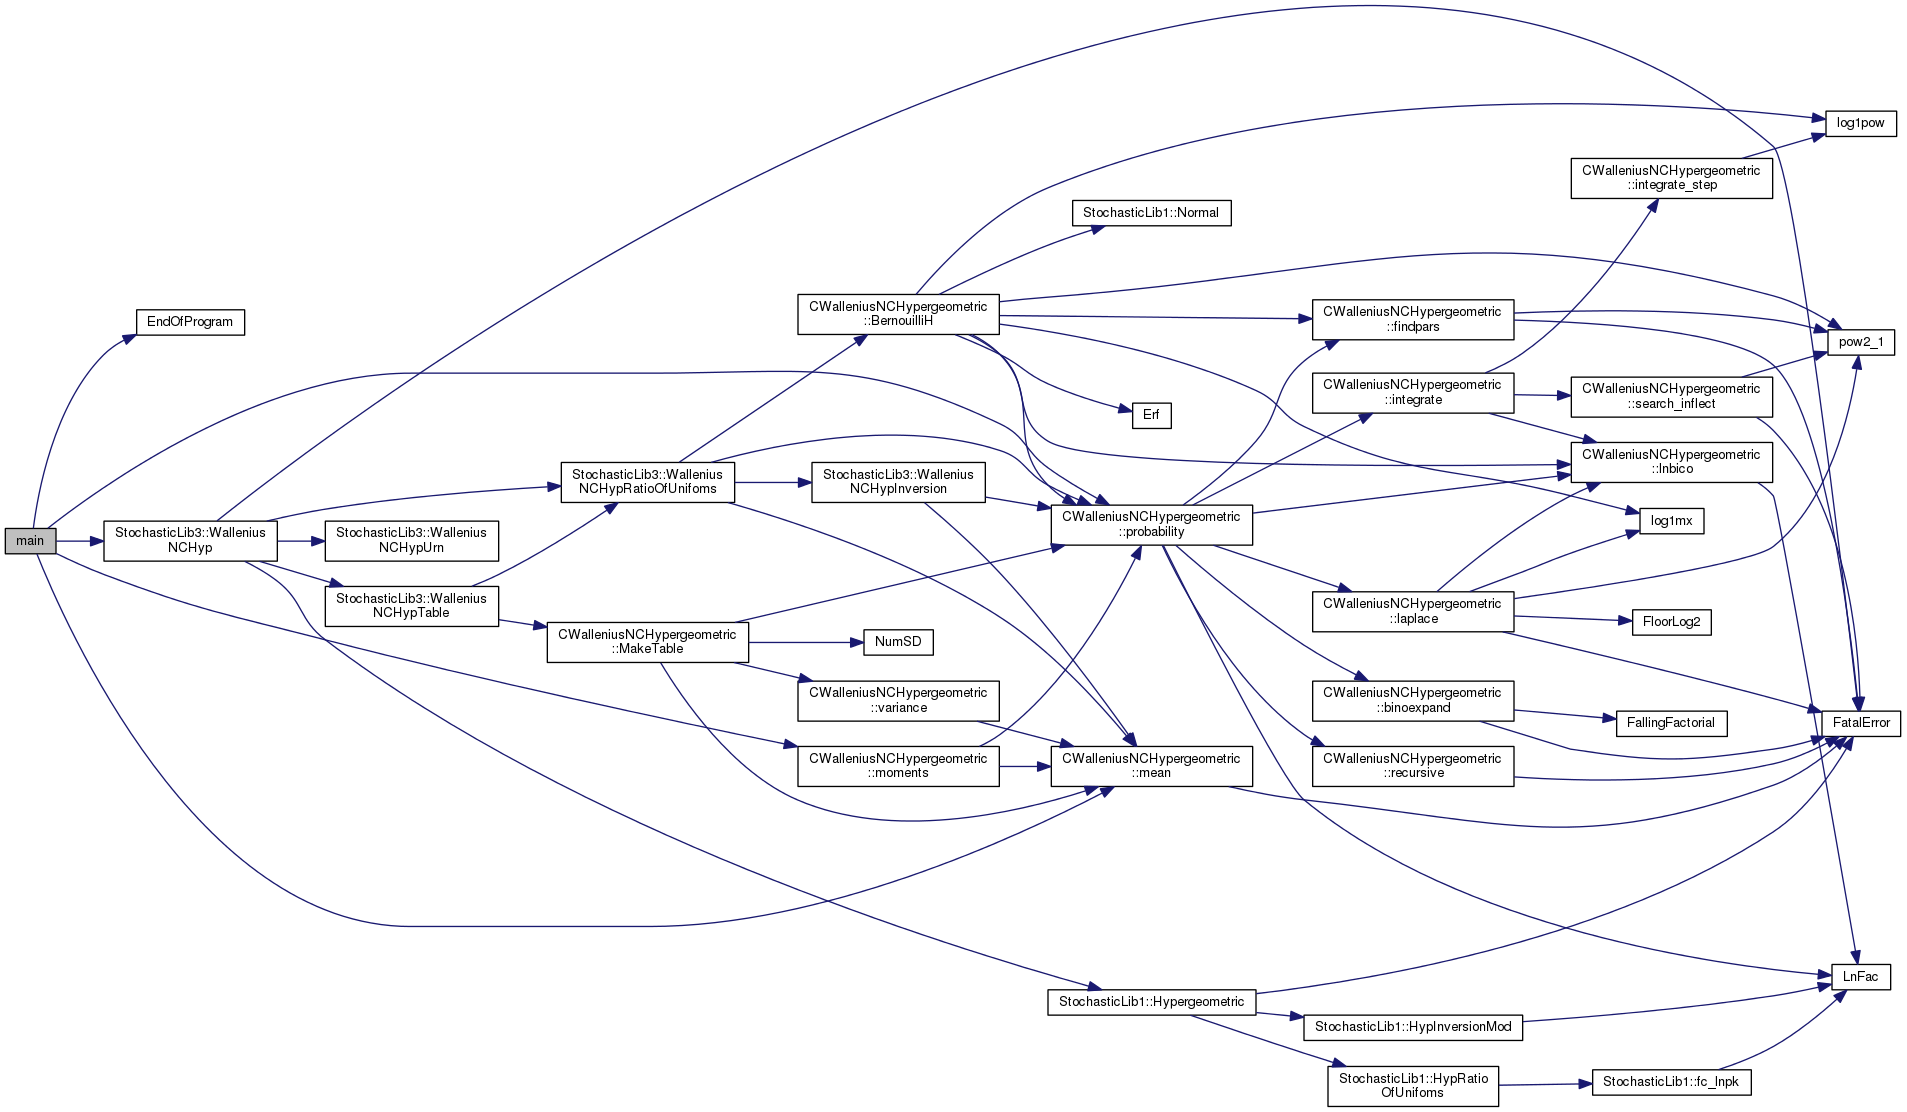 main
EndOfProgram
StochasticLib3::Wallenius
NCHyp
StochasticLib3::Wallenius
NCHypUrn
StochasticLib3::Wallenius
NCHypTable
StochasticLib3::Wallenius
NCHypRatioOfUnifoms
CWalleniusNCHypergeometric
::MakeTable
CWalleniusNCHypergeometric
::BernouilliH
StochasticLib3::Wallenius
NCHypInversion
NumSD
CWalleniusNCHypergeometric
::variance
CWalleniusNCHypergeometric
::moments
StochasticLib1::Normal
Erf
CWalleniusNCHypergeometric
::probability
CWalleniusNCHypergeometric
::mean
StochasticLib1::Hypergeometric
CWalleniusNCHypergeometric
::findpars
CWalleniusNCHypergeometric
::integrate
CWalleniusNCHypergeometric
::laplace
CWalleniusNCHypergeometric
::binoexpand
CWalleniusNCHypergeometric
::recursive
StochasticLib1::HypInversionMod
StochasticLib1::HypRatio
OfUnifoms
CWalleniusNCHypergeometric
::integrate_step
CWalleniusNCHypergeometric
::search_inflect
CWalleniusNCHypergeometric
::lnbico
log1mx
FloorLog2
FallingFactorial
StochasticLib1::fc_lnpk
log1pow
pow2_1
FatalError
LnFac